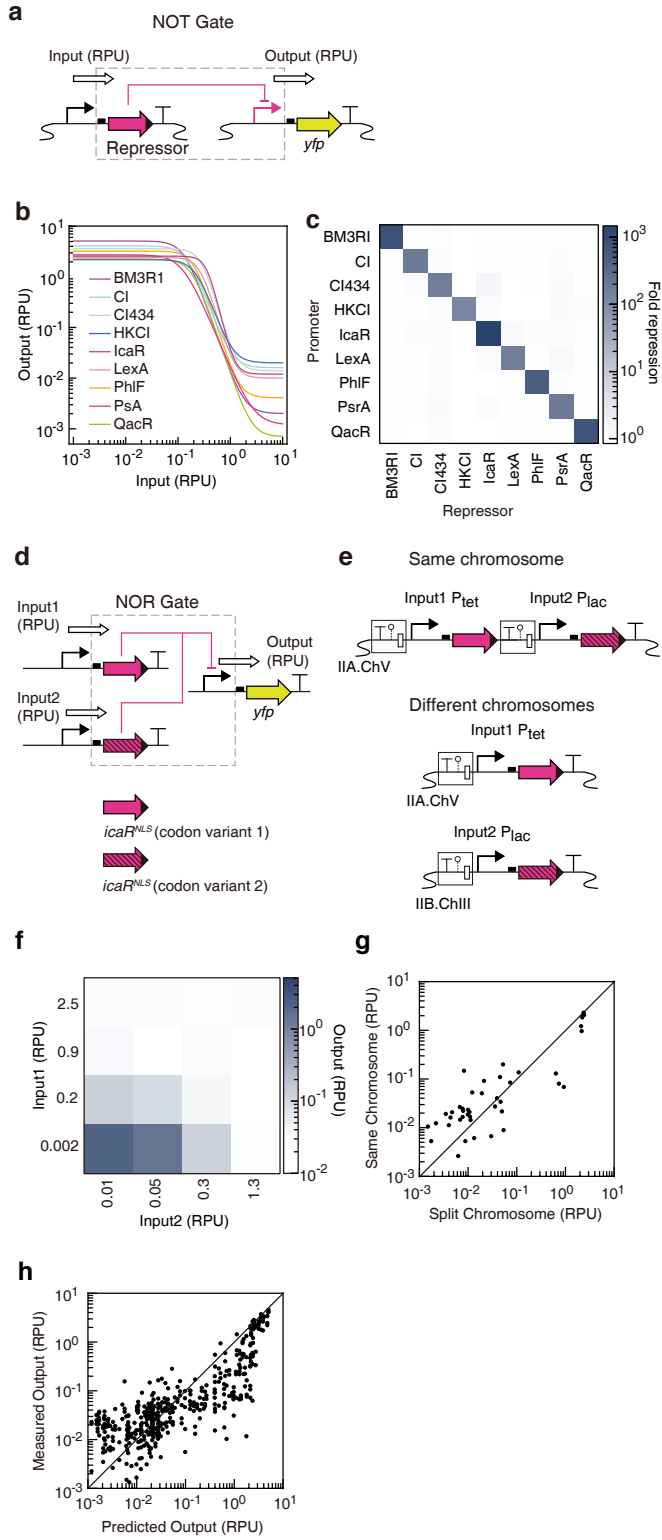 a
NOT Gate
Input (RPU)
Output (RPU)
Repressor
yfp
b
Output (RPU)
10^1
10^0
10^-1
10^-2
10^-3
BM3R1
CI
CI434
HKCI
IcaR
LexA
PhlF
PsA
QacR
10^-3 10^-2 10^-1 10^0 10^1
Input (RPU)
c
Promoter
BM3RI
CI
CI434
HKCI
IcaR
LexA
PhlF
PsrA
QacR
BM3RI
CI
CI434
HKCI
IcaR
LexA
PhlF
PsrA
QacR
Repressor
10^3
10^2
10^1
10^0
Fold repression
d
NOR Gate
Input1
(RPU)
Output
(RPU)
Input2
(RPU)
yfp
icaR^NLS (codon variant 1)
icaR^NLS (codon variant 2)
e
Same chromosome
Input1 Ptet
Input2 Plac
IIA.ChV
Different chromosomes
Input1 Ptet
IIA.ChV
Input2 Plac
IIB.ChIII
f
Input1 (RPU)
2.5
0.9
0.2
0.002
0.01
0.05
0.3
1.3
Input2 (RPU)
10^0
10^-1
10^-2
Output (RPU)
g
Same Chromosome (RPU)
10^1
10^0
10^-1
10^-2
10^-3
10^-3 10^-2 10^-1 10^0 10^1
Split Chromosome (RPU)
h
Measured Output (RPU)
10^1
10^0
10^-1
10^-2
10^-3
10^-3 10^-2 10^-1 10^0 10^1
Predicted Output (RPU)